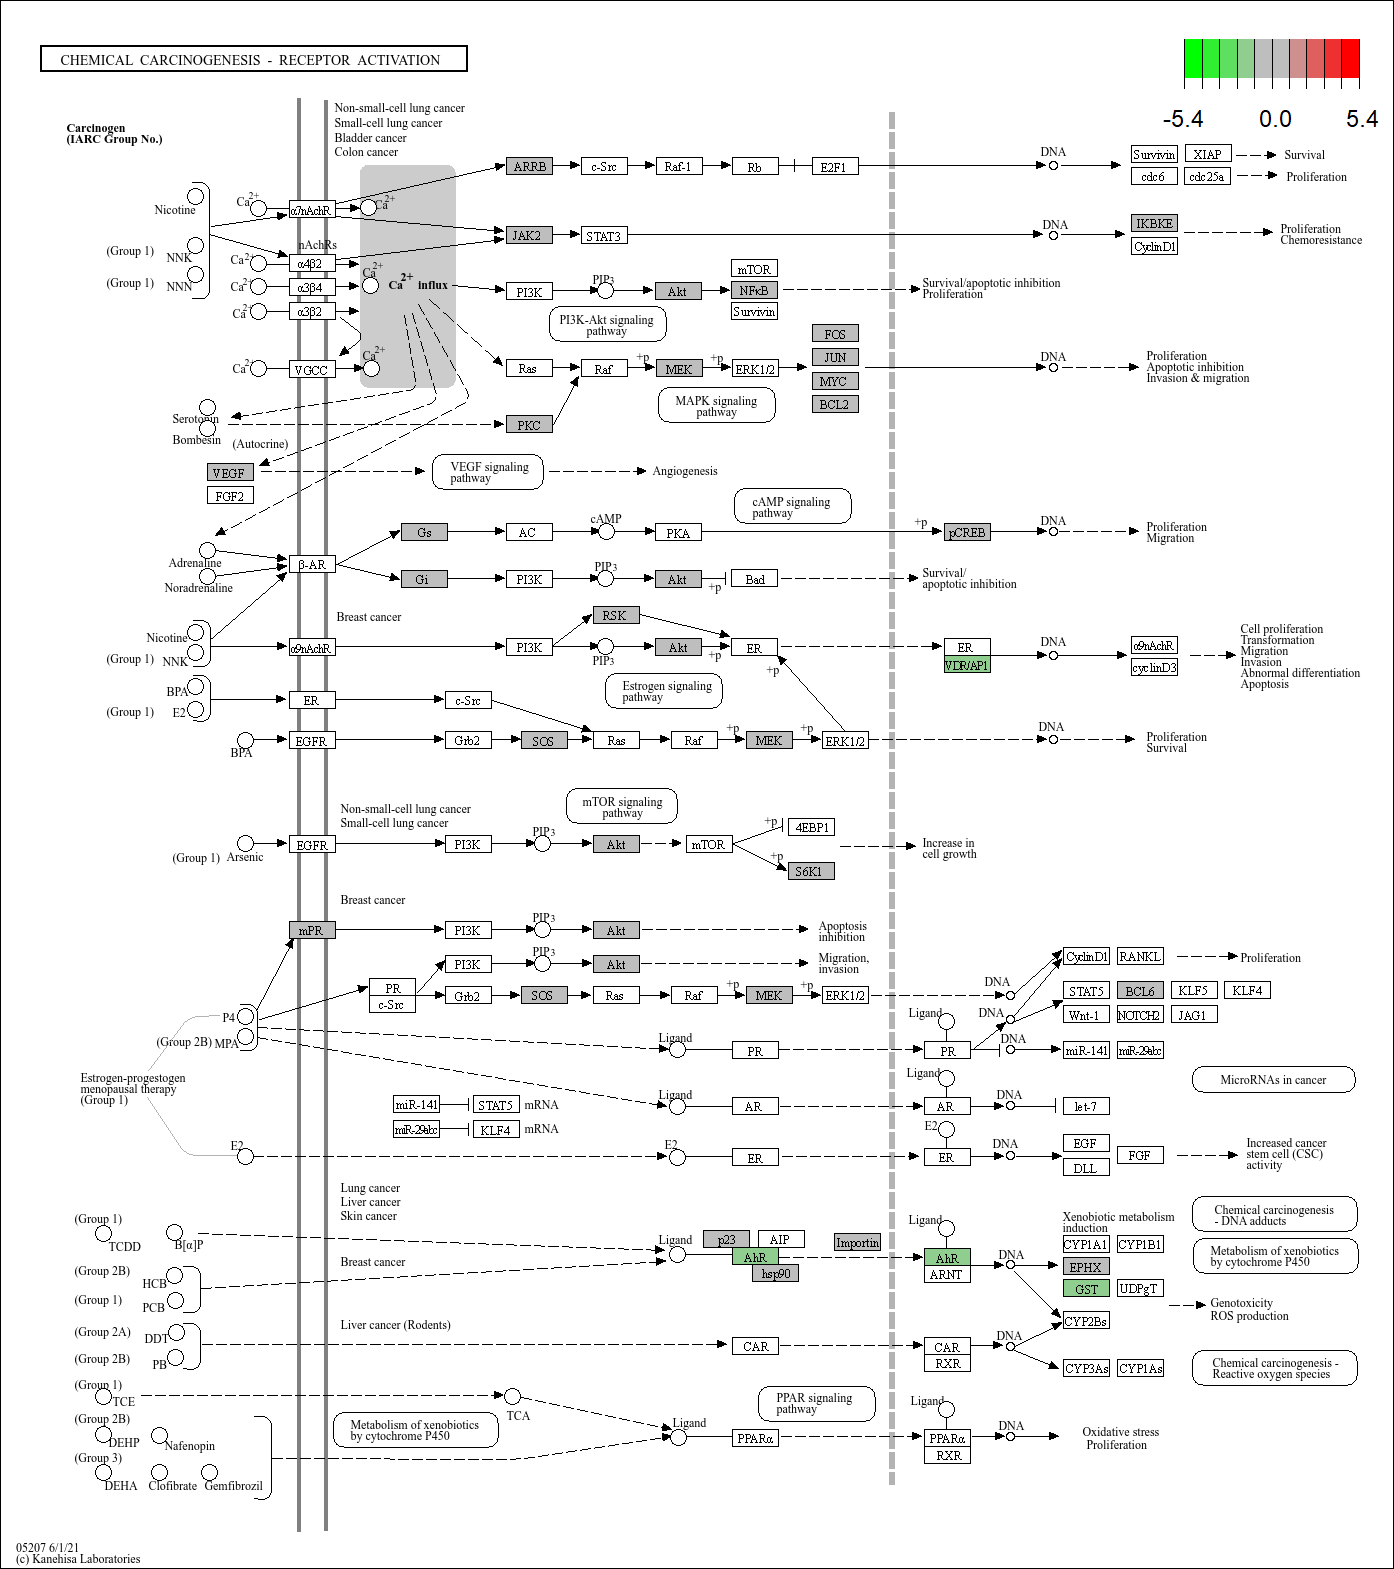 CHEMICAL CARCINOGENESIS - RECEPTOR ACTIVATION
-5.4 0.0 5.4
Carcinogen
(IARC Group No.)
Non-small-cell lung cancer
Small-cell lung cancer
Bladder cancer
Colon cancer
ARRB c-Src Raf-1 Rb E2F1 DNA Survivin XIAP Survival
cdc6 cdc25a Proliferation
Nicotine Ca2+ α7nAchR Ca2+
JAK2 STAT3 DNA IKBKE Proliferation
CyclinD1 Chemoresistance
(Group 1) NNK nAchRs
Ca2+ α4β2 Ca2+
(Group 1) NNN Ca2+ α3β4 Ca2+ influx
Ca2+ α3β2
mTOR
PI3K PIP3 Akt NFκB Survival/apoptotic inhibition
Survivin Proliferation
PI3K-Akt signaling
pathway
FOS
JUN
MYC
BCL2
Ca2+ VGCC Ca2+ Ras Raf +p MEK +p ERK1/2 DNA Proliferation
Apoptotic inhibition
Invasion & migration
MAPK signaling
pathway
Serotonin
Bombesin (Autocrine) PKC
VEGF VEGF signaling
pathway Angiogenesis
FGF2
cAMP signaling
pathway
Gs AC cAMP PKA +p pCREB DNA Proliferation
Migration
Adrenaline β-AR
Noradrenaline Gi PI3K PIP3 Akt +p Bad Survival/
apoptotic inhibition
Breast cancer RSK
Nicotine
(Group 1) NNK α9nAchR PI3K PIP3 Akt +p ER ER DNA α9nAchR
VDR/AP1 cyclinD3
Cell proliferation
Transformation
Migration
Invasion
Abnormal differentiation
Apoptosis
BPA
(Group 1) E2 ER c-Src Estrogen signaling
pathway +p
BPA EGFR Grb2 SOS Ras Raf +p MEK +p ERK1/2 DNA Proliferation
Survival
Non-small-cell lung cancer
Small-cell lung cancer
mTOR signaling
pathway
(Group 1) Arsenic EGFR PI3K PIP3 Akt mTOR +p 4EBP1
+p S6K1
Increase in
cell growth
Breast cancer
mPR PI3K PIP3 Akt Apoptosis
inhibition
PI3K PIP3 Akt Migration,
invasion
CyclinD1 RANKL Proliferation
PR
c-Src Grb2 SOS Ras Raf +p MEK +p ERK1/2 DNA STAT5 BCL6 KLF5 KLF4
P4 Ligand DNA Wnt-1 NOTCH2 JAG1
(Group 2B) MPA Ligand PR PR DNA miR-141 miR-29abc
Estrogen-progestogen
menopausal therapy
(Group 1)
MicroRNAs in cancer
miR-141 STAT5 mRNA
miR-29abc KLF4 mRNA
Ligand AR Ligand AR DNA let-7
E2 E2 ER E2 ER DNA EGF
DLL FGF
Increased cancer
stem cell (CSC)
activity
Lung cancer
Liver cancer
Skin cancer
(Group 1) TCDD B[α]P
Ligand p23 AIP Importin Ligand
AhR AhR DNA
hsp90 ARNT
Xenobiotic metabolism
induction
CYP1A1 CYP1B1
EPHX
GST UDPgT
CYP2Bs
Chemical carcinogenesis
- DNA adducts
Metabolism of xenobiotics
by cytochrome P450
Genotoxicity
ROS production
Breast cancer
(Group 2B) HCB
(Group 1) PCB
Liver cancer (Rodents)
(Group 2A) DDT
(Group 2B) PB CAR CAR
RXR DNA CYP3As CYP1As
Chemical carcinogenesis -
Reactive oxygen species
(Group 1) TCE TCA
PPAR signaling
pathway
(Group 2B) DEHP Nafenopin
Metabolism of xenobiotics
by cytochrome P450
Ligand PPARα Ligand PPARα
RXR DNA Oxidative stress
Proliferation
(Group 3) DEHA Clofibrate Gemfibrozil
05207 6/1/21
(c) Kanehisa Laboratories